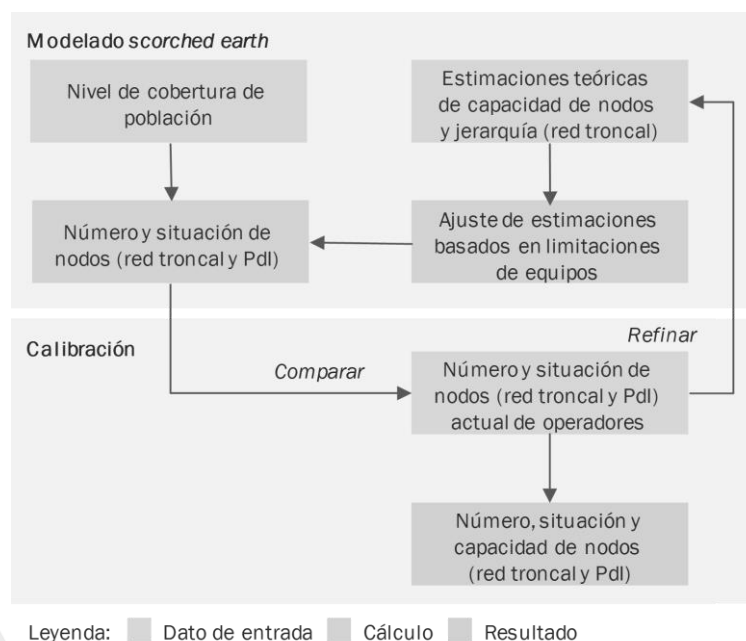 Modelado scorched earth
Nivel de cobertura de
población
Estimaciones teóricas
de capacidad de nodos
y jerarquía (red troncal)
Número y situación de
nodos (red troncal y PdI)
Ajuste de estimaciones
basados en limitaciones
de equipos
Calibración
Refinar
Comparar
Número y situación de
nodos (red troncal y PdI)
actual de operadores
Número, situación y
capacidad de nodos
(red troncal y PdI)
Leyenda: Dato de entrada Cálculo Resultado